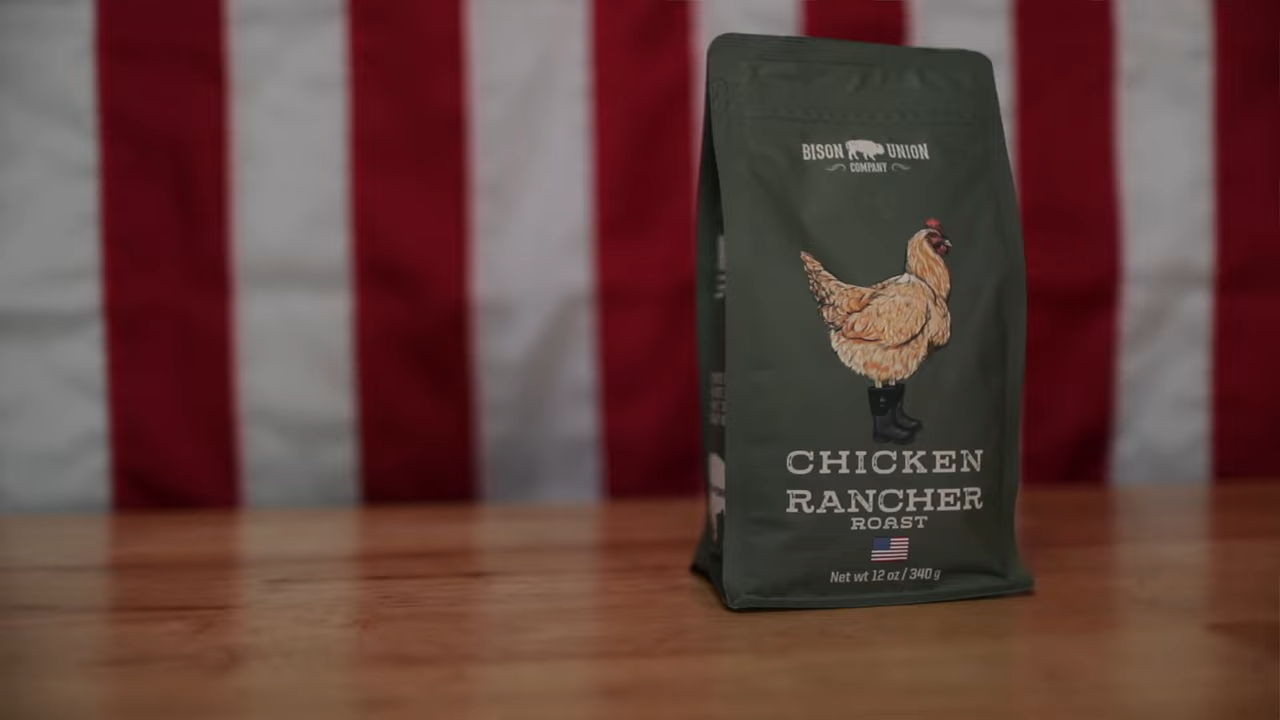 BISON UNION
COMPANY
CHICKEN
RANCHER
ROAST
Net wt 12 oz / 340 g